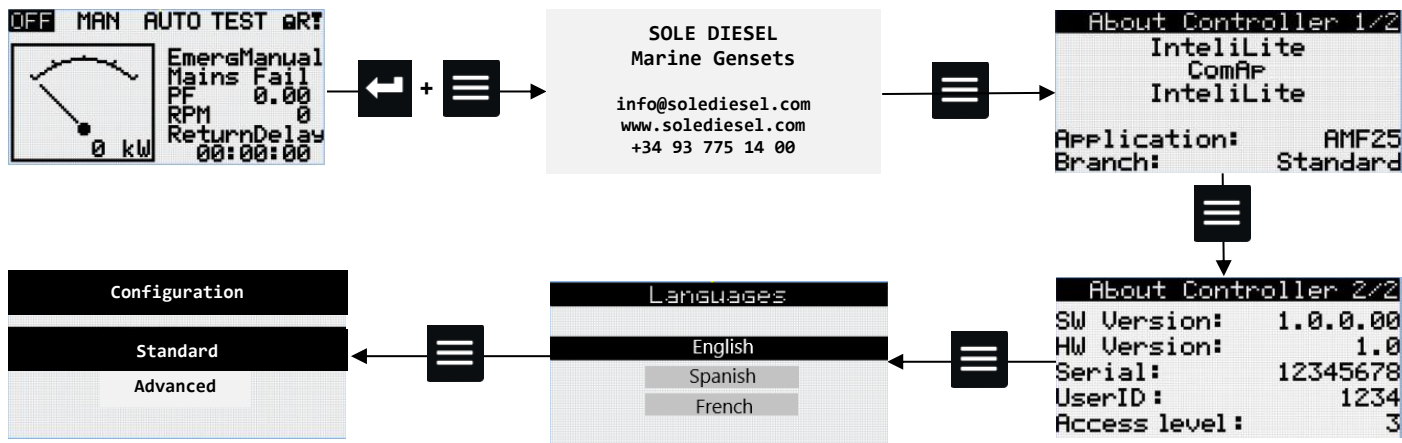 OFF MAN AUTO TEST R!
EmergManual
Mains Fail
PF 0.00
RPM 0
ReturnDelay
00:00:00
0 kW
+
SOLE DIESEL
Marine Gensets
info@solediesel.com
www.solediesel.com
+34 93 775 14 00
About Controller 1/2
InteliLite
ComAp
InteliLite
Application: AMF25
Branch: Standard
About Controller 2/2
SW Version: 1.0.0.00
HW Version: 1.0
Serial: 12345678
UserID: 1234
Access level: 3
Languages
English
Spanish
French
Configuration
Standard
Advanced